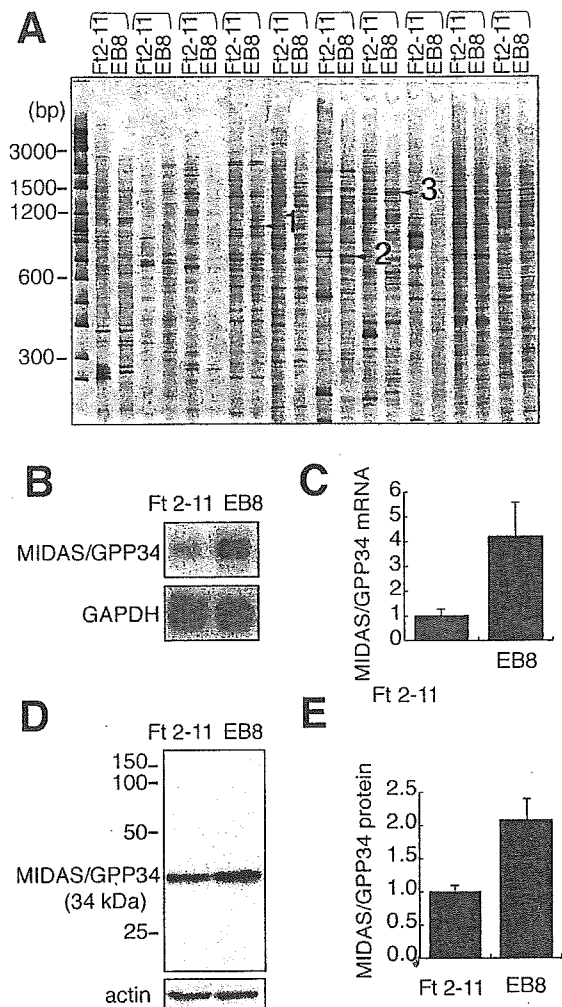 A
Ft2-11 EB8 Ft2-11 EB8 Ft2-11 EB8 Ft2-11 EB8 Ft2-11 EB8 Ft2-11 EB8 Ft2-11 EB8 Ft2-11 EB8 Ft2-11 EB8 Ft2-11 EB8
(bp)
3000
1500
1200
600
300
1
2
3
B
Ft 2-11 EB8
MIDAS/GPP34
GAPDH
C
MIDAS/GPP34 mRNA
6
5
4
3
2
1
0
EB8
Ft 2-11
D
Ft 2-11 EB8
150
100
50
MIDAS/GPP34
(34 kDa)
25
actin
E
MIDAS/GPP34 protein
2.5
2.0
1.5
1.0
0.5
0.0
Ft 2-11 EB8